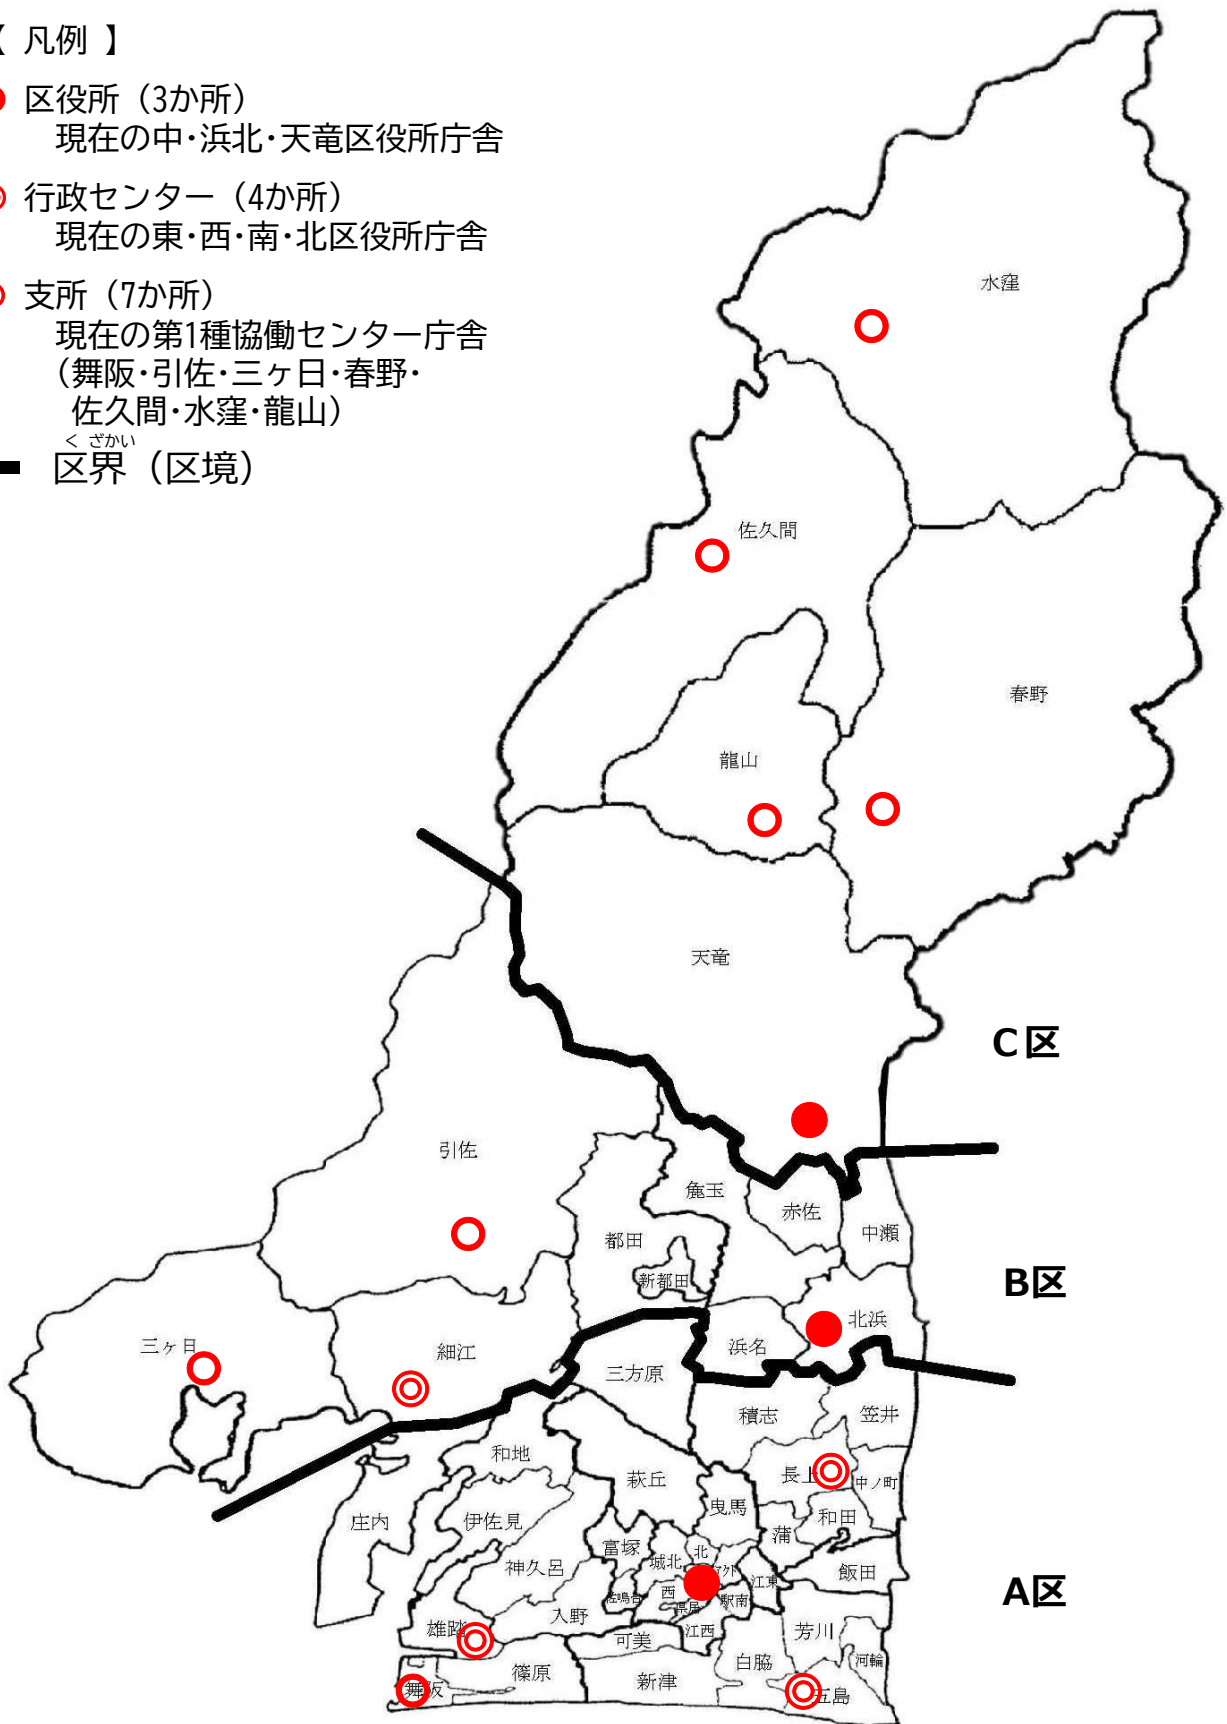 【 凡例 】
区役所（3か所）
現在の中・浜北・天竜区役所庁舎
行政センター（4か所）
現在の東・西・南・北区役所庁舎
支所（7か所）
現在の第1種協働センター庁舎
（舞阪・引佐・三ヶ日・春野・
佐久間・水窪・龍山）
くざかい
区界（区境）
水窪
佐久間
春野
龍山
天竜
C区
引佐
麁玉
赤佐
都田
中瀬
新都田
B区
北浜
三ヶ日
細江
浜名
三方原
積志
笠井
和地
萩丘
長上
中ノ町
曳馬
庄内
伊佐見
和田
蒲
富塚
城北
北
神久呂
飯田
江東
西
佐鳴台
県居
駅南
A区
入野
雄踏
可美
江西
芳川
白脇
河輪
篠原
新津
舞阪
五島